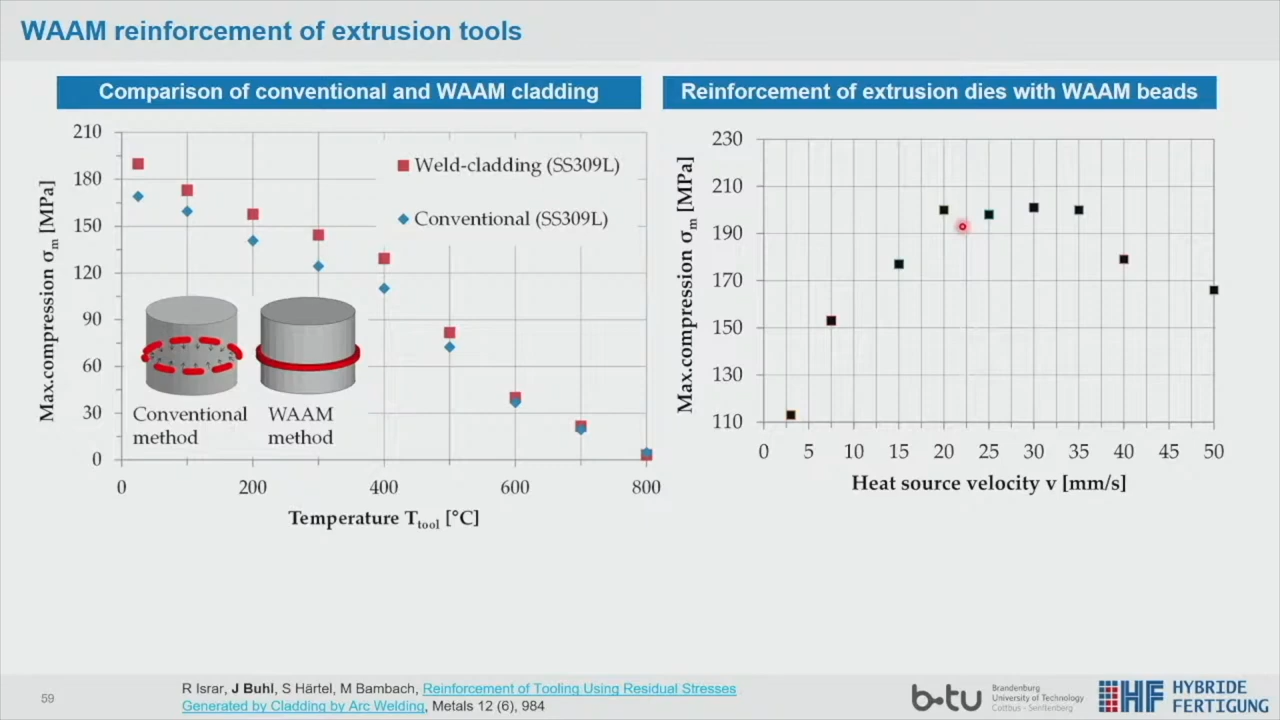 WAAM reinforcement of extrusion tools
Comparison of conventional and WAAM cladding
210
180
150
120
90
60
30
0
Max.compression σm [MPa]
Weld-cladding (SS309L)
Conventional (SS309L)
Conventional method
WAAM method
0 200 400 600 800
Temperature Ttool [°C]
Reinforcement of extrusion dies with WAAM beads
230
210
190
170
150
130
110
Max.compression σm [MPa]
0 5 10 15 20 25 30 35 40 45 50
Heat source velocity v [mm/s]
59
R Israr, J Buhl, S Härtel, M Bambach, Reinforcement of Tooling Using Residual Stresses
Generated by Cladding by Arc Welding, Metals 12 (6), 984
b-tu
Brandenburg
University of Technology
Cottbus - Senftenberg
HF HYBRIDE
FERTIGUNG